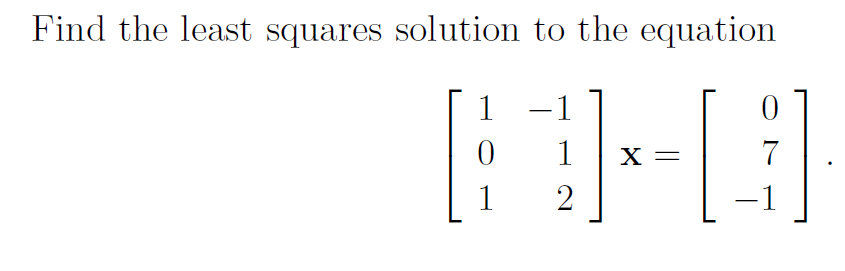 Find the least squares solution to the equation
[ 1 −1 ] [ 0 ]
[ 0 1 ] x = [ 7 ] .
[ 1 2 ] [ −1 ]